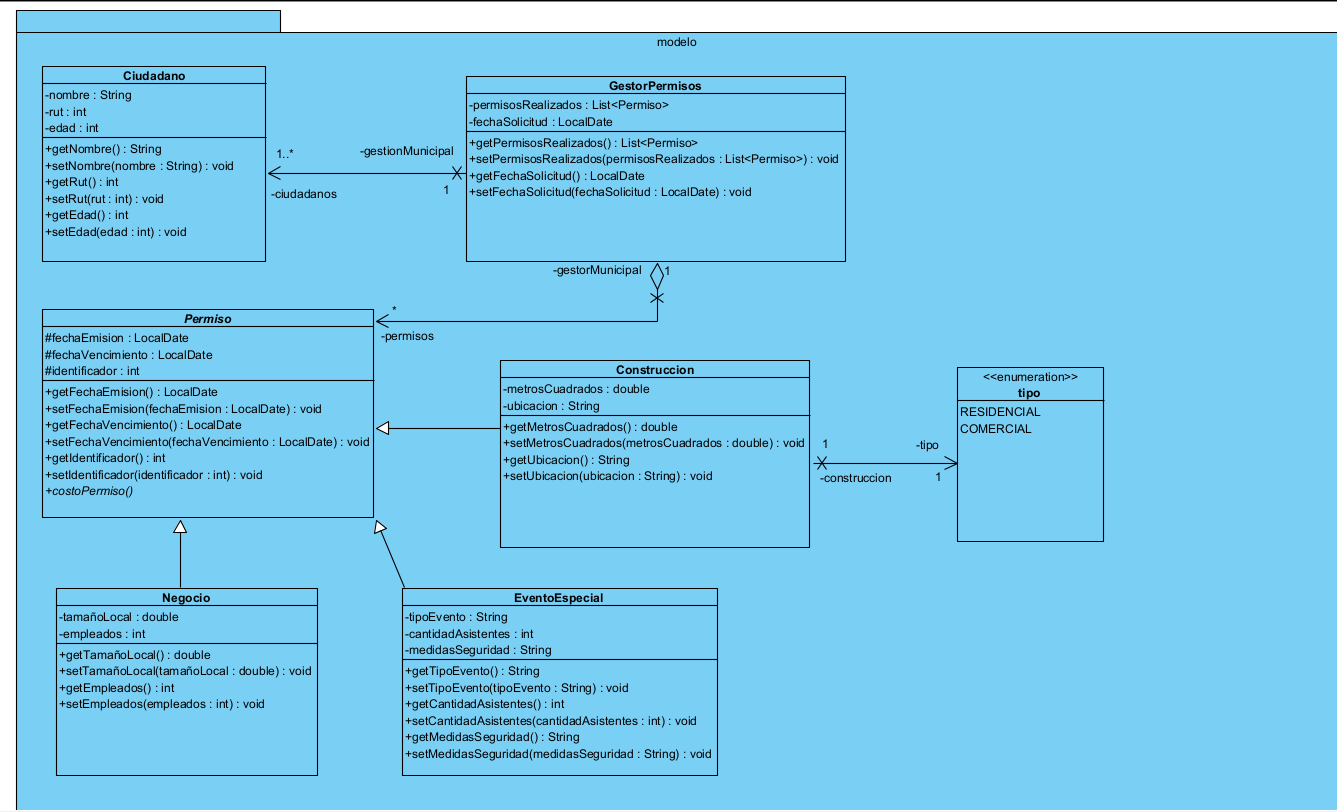 modelo
Ciudadano
-nombre : String
-rut : int
-edad : int
+getNombre() : String
+setNombre(nombre : String) : void
+getRut() : int
+setRut(rut : int) : void
+getEdad() : int
+setEdad(edad : int) : void
1..*
-ciudadanos
-gestionMunicipal
1
GestorPermisos
-permisosRealizados : List<Permiso>
-fechaSolicitud : LocalDate
+getPermisosRealizados() : List<Permiso>
+setPermisosRealizados(permisosRealizados : List<Permiso>) : void
+getFechaSolicitud() : LocalDate
+setFechaSolicitud(fechaSolicitud : LocalDate) : void
-gestorMunicipal
1
*
-permisos
Permiso
#fechaEmision : LocalDate
#fechaVencimiento : LocalDate
#identificador : int
+getFechaEmision() : LocalDate
+setFechaEmision(fechaEmision : LocalDate) : void
+getFechaVencimiento() : LocalDate
+setFechaVencimiento(fechaVencimiento : LocalDate) : void
+getIdentificador() : int
+setIdentificador(identificador : int) : void
+costoPermiso()
Construccion
-metrosCuadrados : double
-ubicacion : String
+getMetrosCuadrados() : double
+setMetrosCuadrados(metrosCuadrados : double) : void
+getUbicacion() : String
+setUbicacion(ubicacion : String) : void
1
-construccion
-tipo
1
<<enumeration>>
tipo
RESIDENCIAL
COMERCIAL
Negocio
-tamañoLocal : double
-empleados : int
+getTamañoLocal() : double
+setTamañoLocal(tamañoLocal : double) : void
+getEmpleados() : int
+setEmpleados(empleados : int) : void
EventoEspecial
-tipoEvento : String
-cantidadAsistentes : int
-medidasSeguridad : String
+getTipoEvento() : String
+setTipoEvento(tipoEvento : String) : void
+getCantidadAsistentes() : int
+setCantidadAsistentes(cantidadAsistentes : int) : void
+getMedidasSeguridad() : String
+setMedidasSeguridad(medidasSeguridad : String) : void